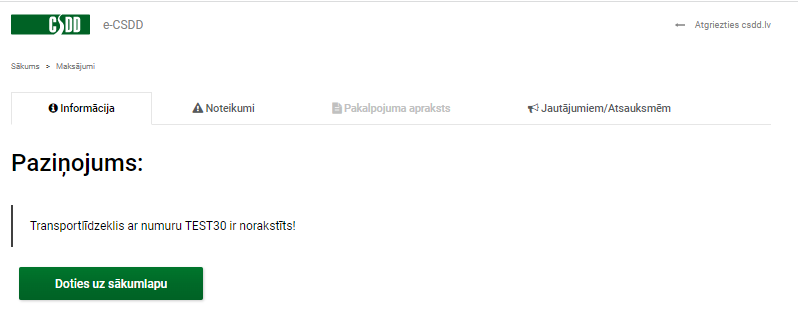 CSDD e-CSDD Atgriezties csdd.lv
Sākums > Maksājumi
Informācija Noteikumi Pakalpojuma apraksts Jautājumiem/Atsauksmēm
Paziņojums:
Transportlīdzeklis ar numuru TEST30 ir norakstīts!
Doties uz sākumlapu